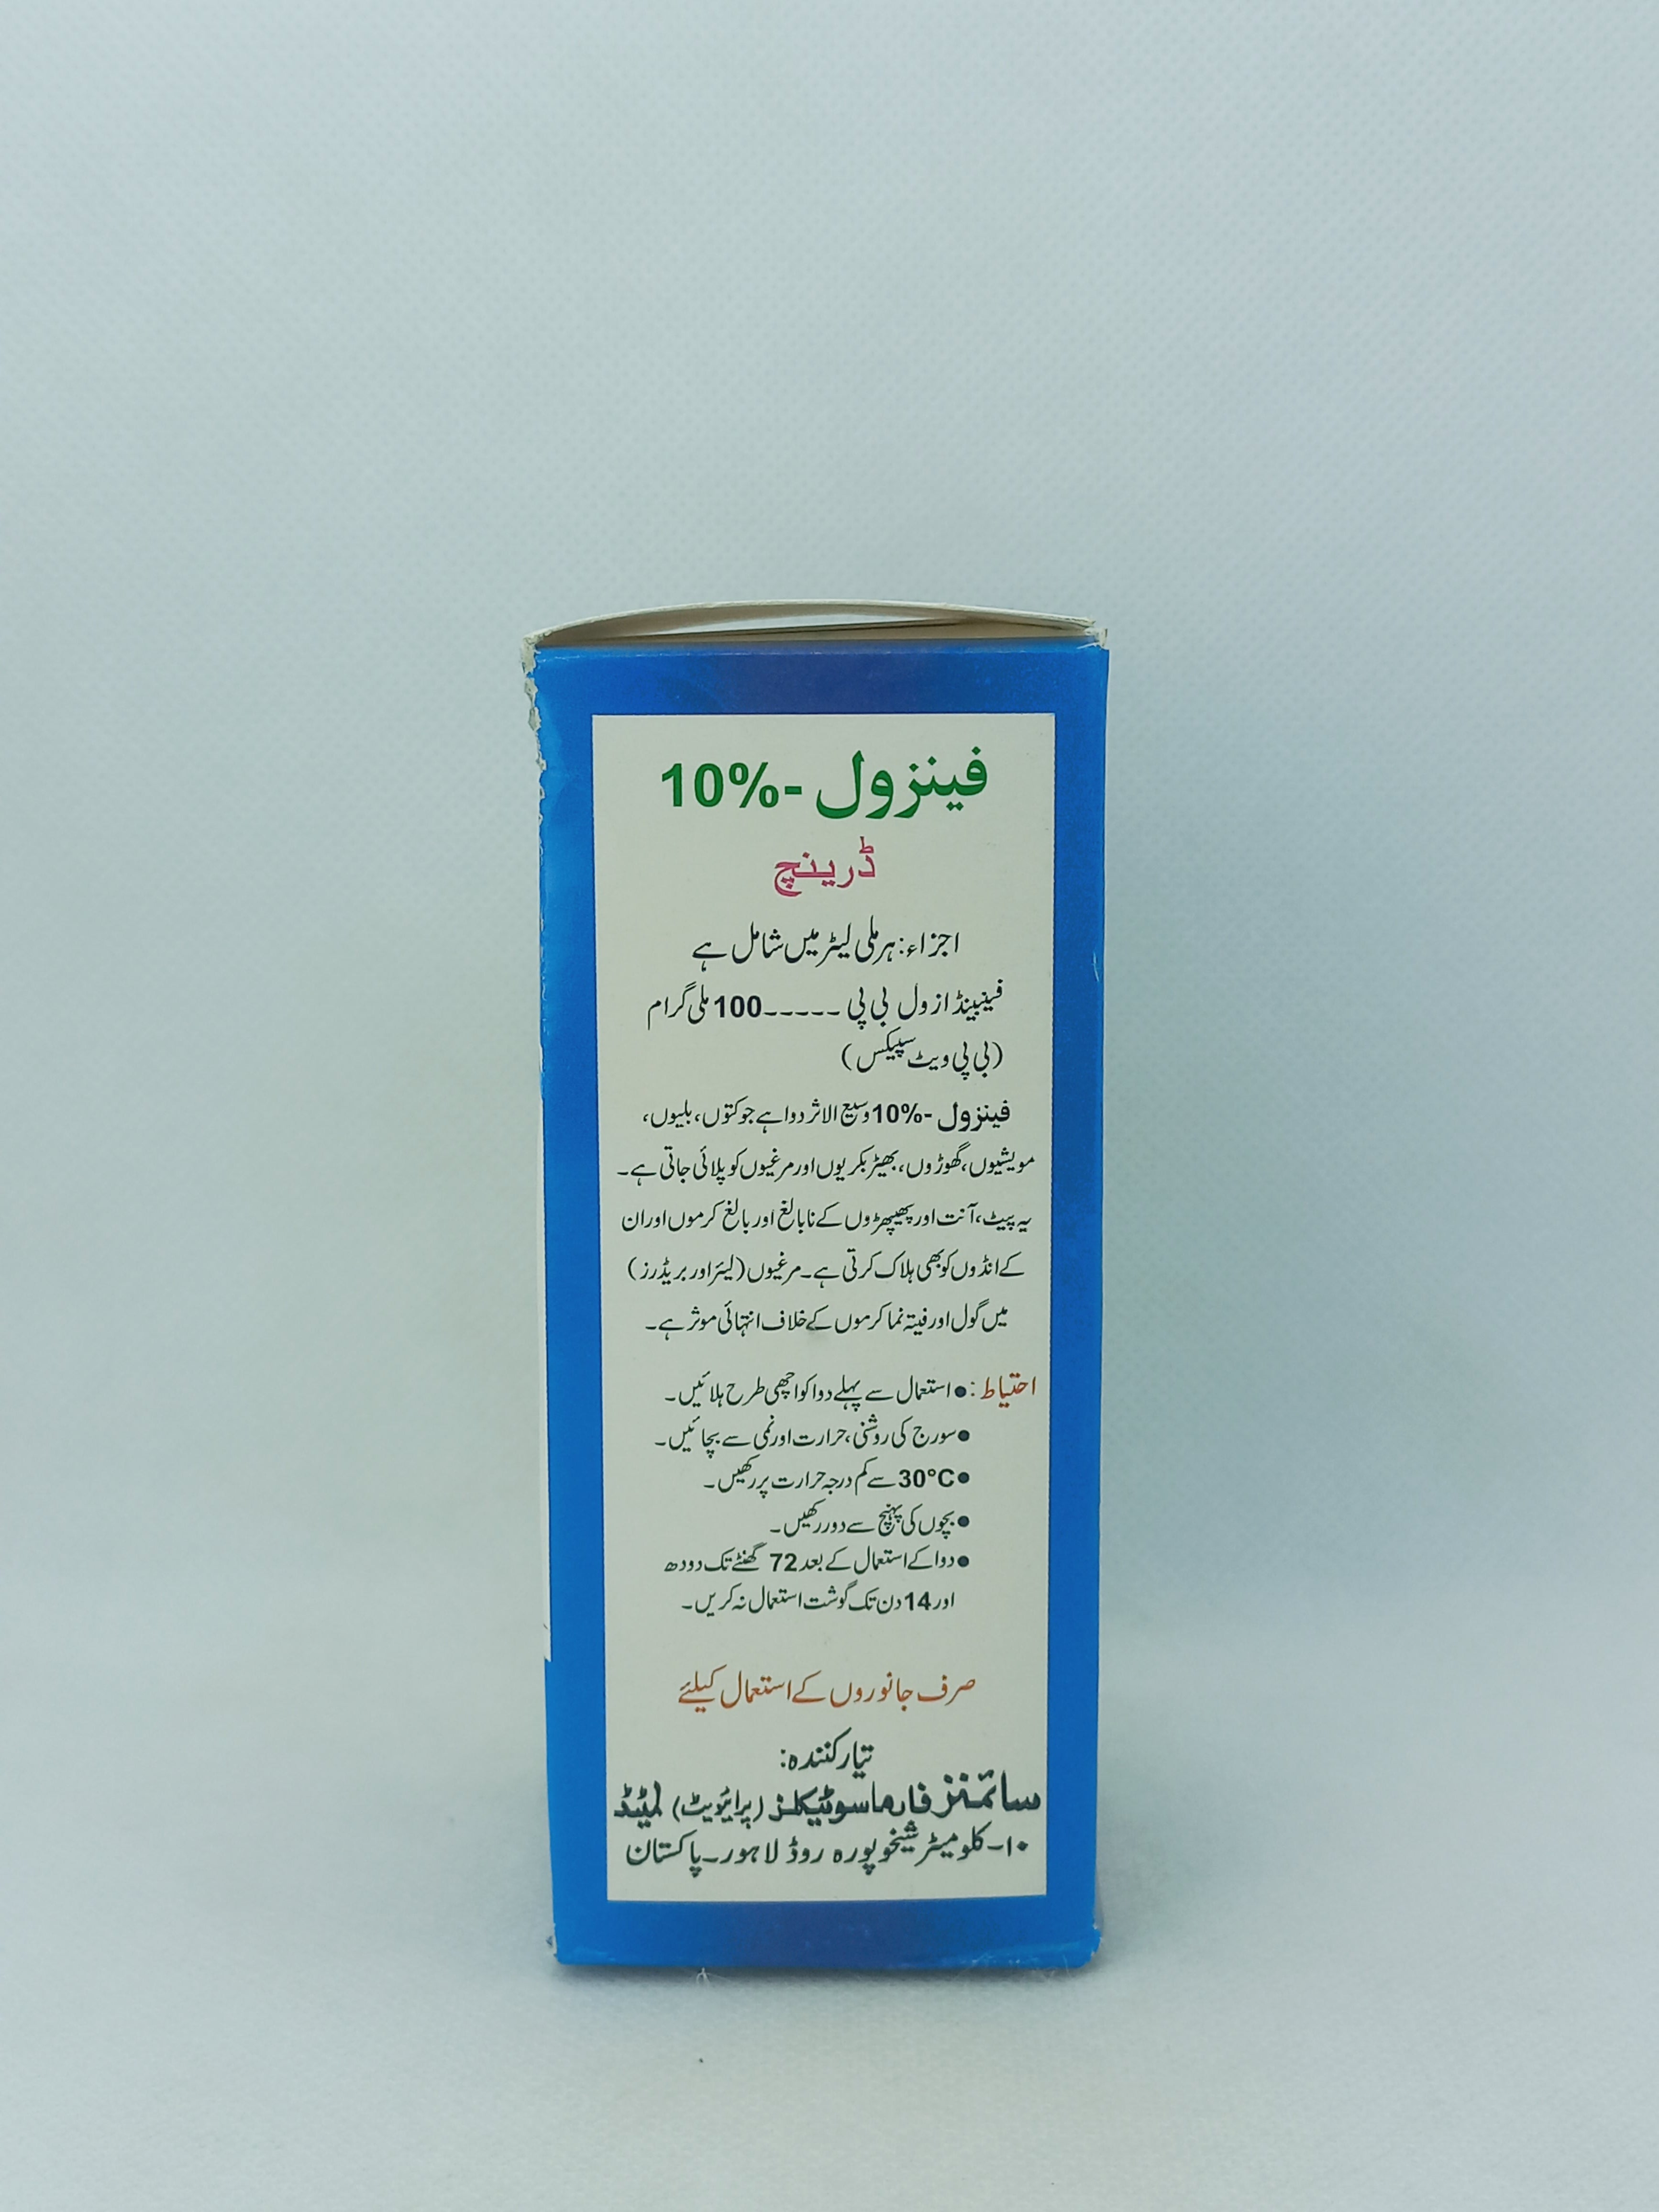 فینزول -10%
ڈرینچ
اجزاء: ہر ملی لیٹر میں شامل ہے
فینبینڈازول بی پی -----100 ملی گرام
(بی پی ویٹ سپیکس)
فینزول -10% وسیع الاثر دوا ہے جو کتوں، بلیوں،
مویشیوں، گھوڑوں، بھیڑ بکریوں اور مرغیوں کو پلائی جاتی ہے۔
یہ پیٹ، آنت اور پھیپھڑوں کے نابالغ اور بالغ کرموں اور ان
کے انڈوں کو بھی ہلاک کرتی ہے۔ مرغیوں (لیئر اور بریڈرز)
میں گول اور فیتہ نما کرموں کے خلاف انتہائی موثر ہے۔
احتیاط: ● استعمال سے پہلے دوا کو اچھی طرح ہلائیں۔
● سورج کی روشنی، حرارت اور نمی سے بچائیں۔
● 30°C سے کم درجہ حرارت پر رکھیں۔
● بچوں کی پہنچ سے دور رکھیں۔
● دوا کے استعمال کے بعد 72 گھنٹے تک دودھ
اور 14 دن تک گوشت استعمال نہ کریں۔
صرف جانوروں کے استعمال کیلئے
تیار کنندہ:
سائمنز فارماسوٹیکلز (پرائیویٹ) لمیٹڈ
۱۰-کلومیٹر شیخوپورہ روڈ لاہور-پاکستان